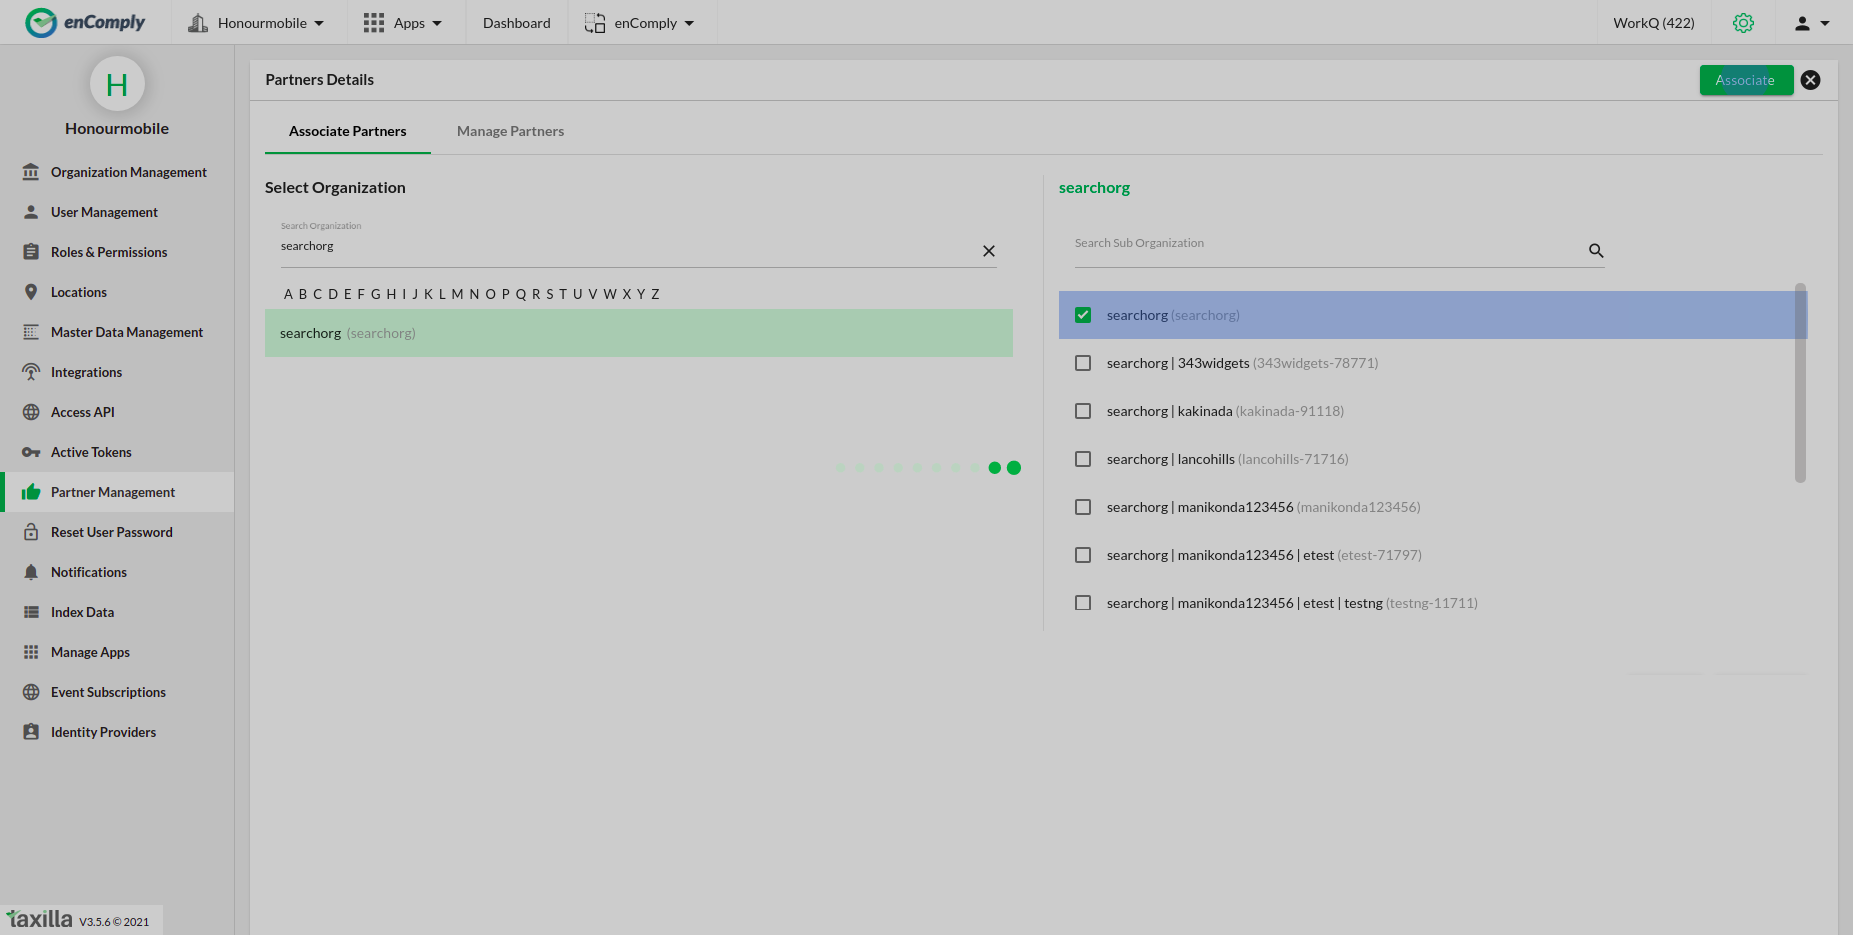 enComply
Honourmobile
Apps
Dashboard
enComply
WorkQ (422)
H
Honourmobile
Organization Management
User Management
Roles & Permissions
Locations
Master Data Management
Integrations
Access API
Active Tokens
Partner Management
Reset User Password
Notifications
Index Data
Manage Apps
Event Subscriptions
Identity Providers
taxilla V3.5.6 © 2021
Partners Details
Associate
Associate Partners
Manage Partners
Select Organization
Search Organization
searchorg
A B C D E F G H I J K L M N O P Q R S T U V W X Y Z
searchorg (searchorg)
searchorg
Search Sub Organization
searchorg (searchorg)
searchorg | 343widgets (343widgets-78771)
searchorg | kakinada (kakinada-91118)
searchorg | lancohills (lancohills-71716)
searchorg | manikonda123456 (manikonda123456)
searchorg | manikonda123456 | etest (etest-71797)
searchorg | manikonda123456 | etest | testng (testng-11711)